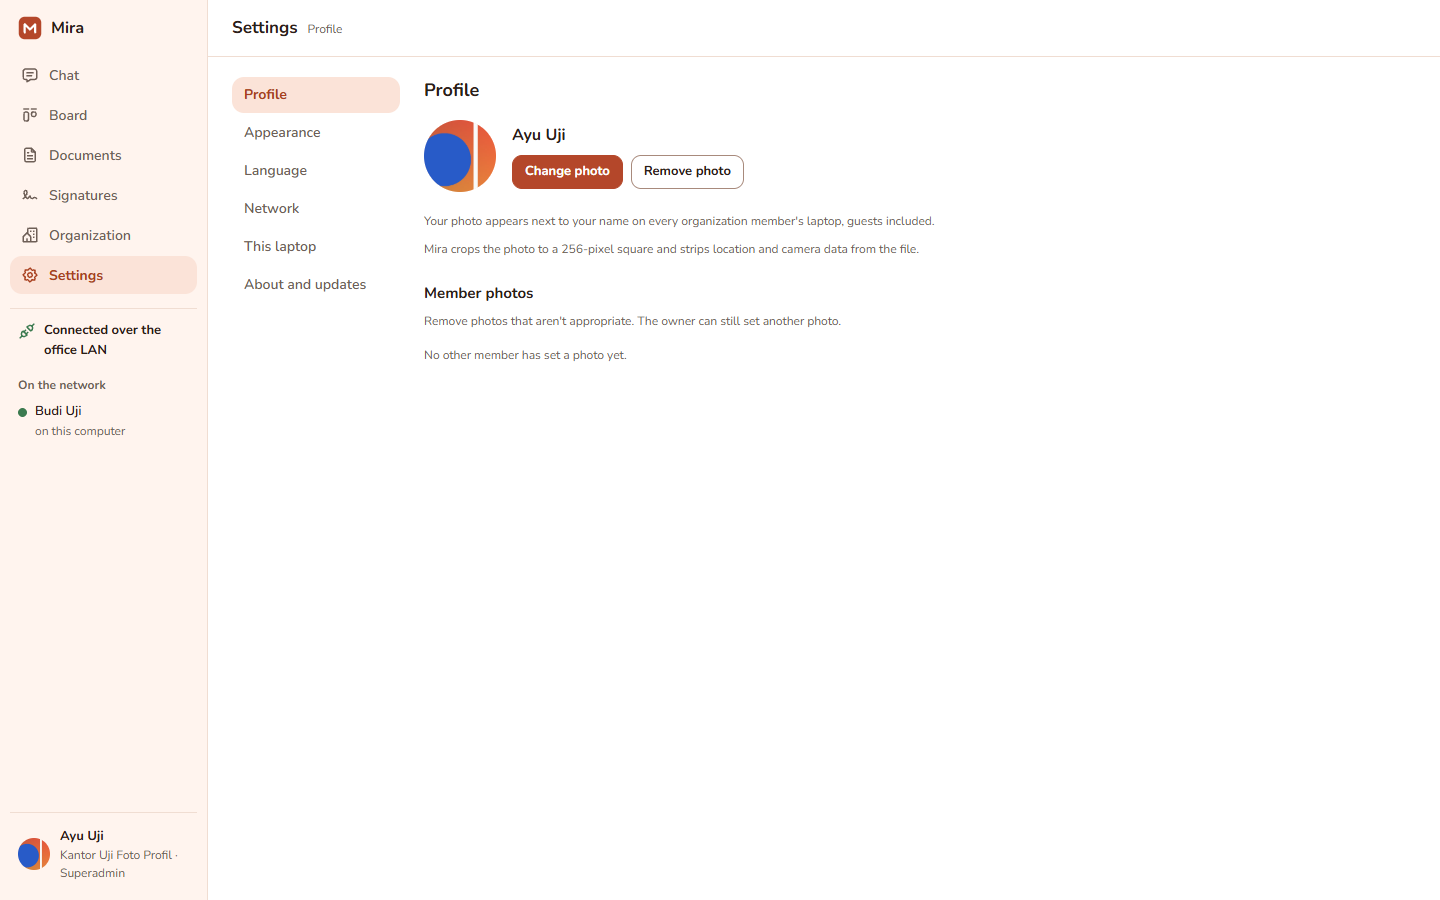 Mira
Chat
Board
Documents
Signatures
Organization
Settings
Connected over the
office LAN
On the network
Budi Uji
on this computer
Ayu Uji
Kantor Uji Foto Profil ·
Superadmin
Settings Profile
Profile
Appearance
Language
Network
This laptop
About and updates
Profile
Ayu Uji
Change photo Remove photo
Your photo appears next to your name on every organization member's laptop, guests included.
Mira crops the photo to a 256-pixel square and strips location and camera data from the file.
Member photos
Remove photos that aren't appropriate. The owner can still set another photo.
No other member has set a photo yet.